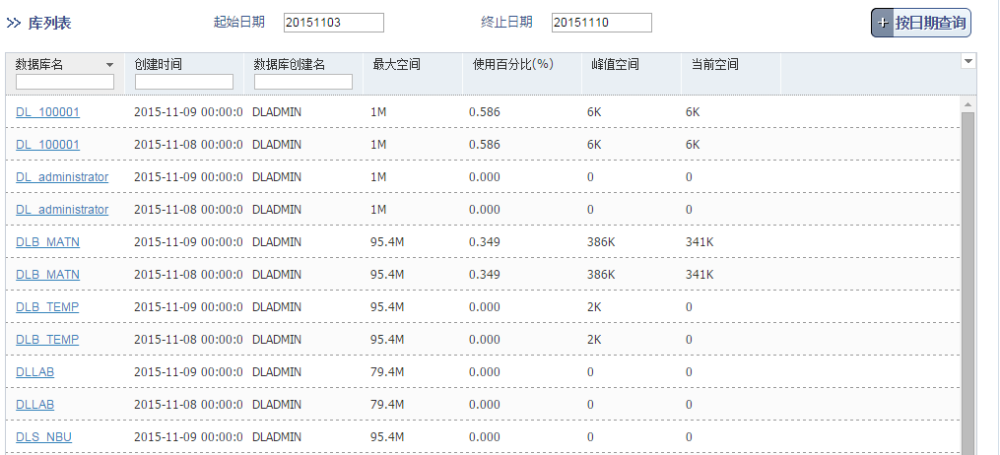 库列表 起始日期 20151103 终止日期 20151110 + 按日期查询
数据库名 创建时间 数据库创建名 最大空间 使用百分比(%) 峰值空间 当前空间
DL_100001 2015-11-09 00:00:0 DLADMIN 1M 0.586 6K 6K
DL_100001 2015-11-08 00:00:0 DLADMIN 1M 0.586 6K 6K
DL_administrator 2015-11-09 00:00:0 DLADMIN 1M 0.000 0 0
DL_administrator 2015-11-08 00:00:0 DLADMIN 1M 0.000 0 0
DLB_MATN 2015-11-09 00:00:0 DLADMIN 95.4M 0.349 386K 341K
DLB_MATN 2015-11-08 00:00:0 DLADMIN 95.4M 0.349 386K 341K
DLB_TEMP 2015-11-09 00:00:0 DLADMIN 95.4M 0.000 2K 0
DLB_TEMP 2015-11-08 00:00:0 DLADMIN 95.4M 0.000 2K 0
DLLAB 2015-11-09 00:00:0 DLADMIN 79.4M 0.000 0 0
DLLAB 2015-11-08 00:00:0 DLADMIN 79.4M 0.000 0 0
DLS_NBU 2015-11-09 00:00:0 DLADMIN 95.4M 0.000 0 0